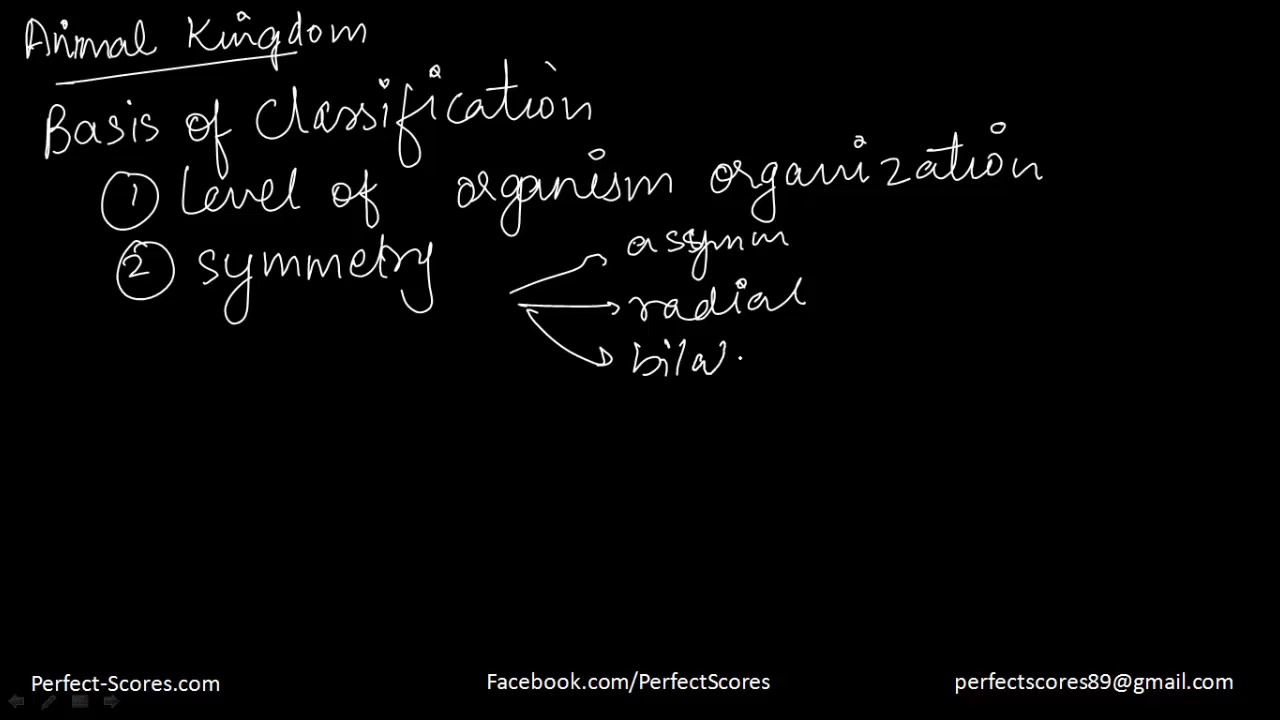 Animal Kingdom
Basis of Classification
① Level of organism organization
② symmetry
assymm
radial
bila.
Perfect-Scores.com
Facebook.com/PerfectScores
perfectscores89@gmail.com